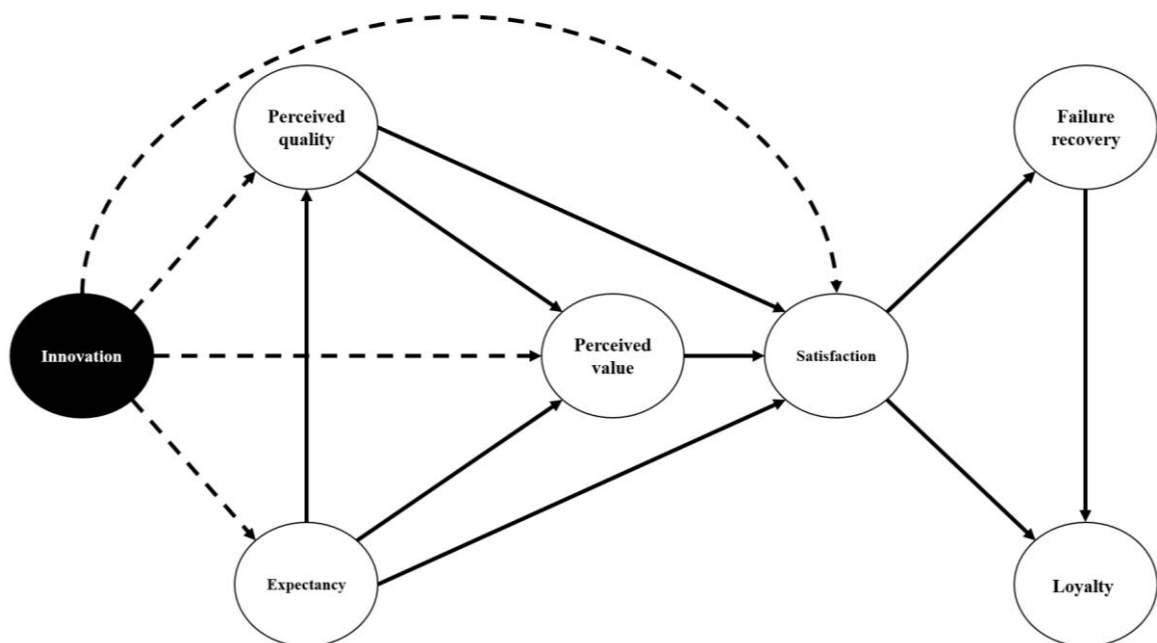 Perceived
quality
Failure
recovery
Innovation
Perceived
value
Satisfaction
Expectancy
Loyalty